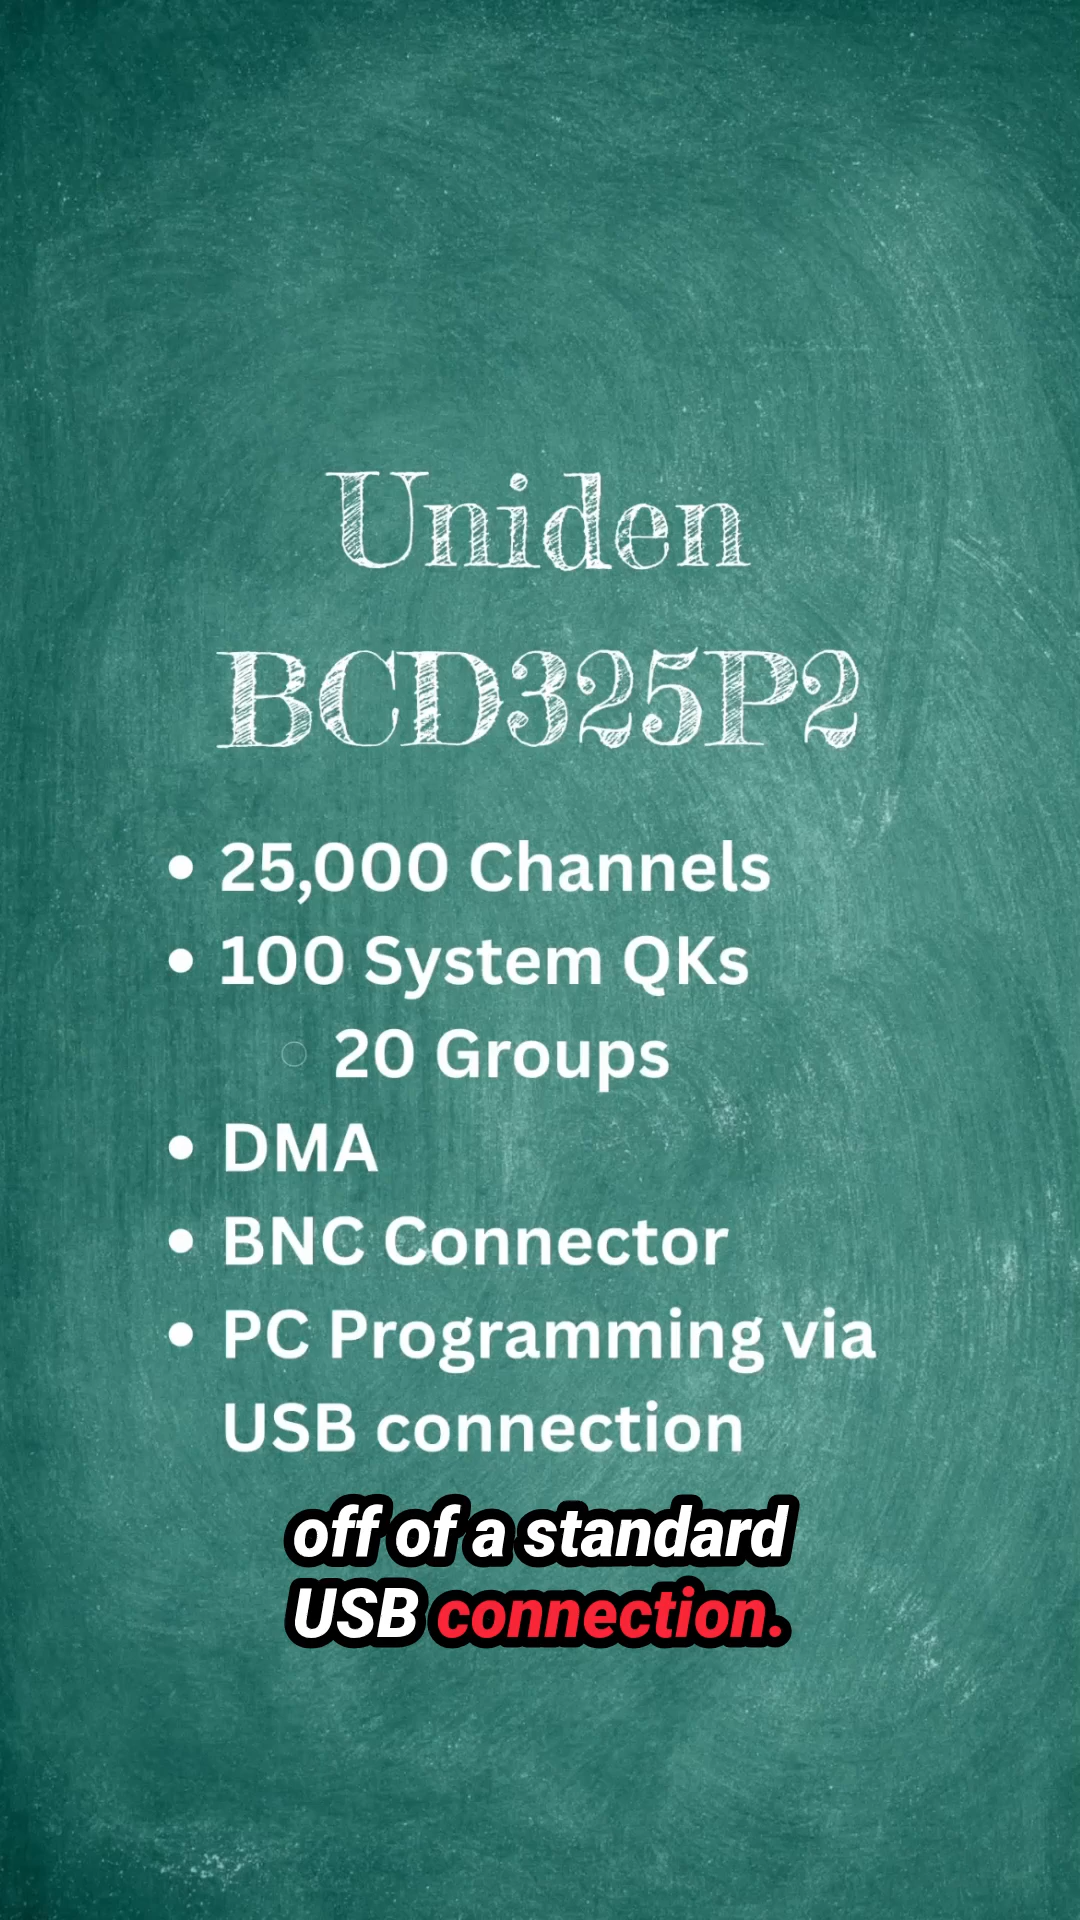 Uniden
BCD325P2
• 25,000 Channels
• 100 System QKs
◦ 20 Groups
• DMA
• BNC Connector
• PC Programming via
USB connection
off of a standard
USB connection.